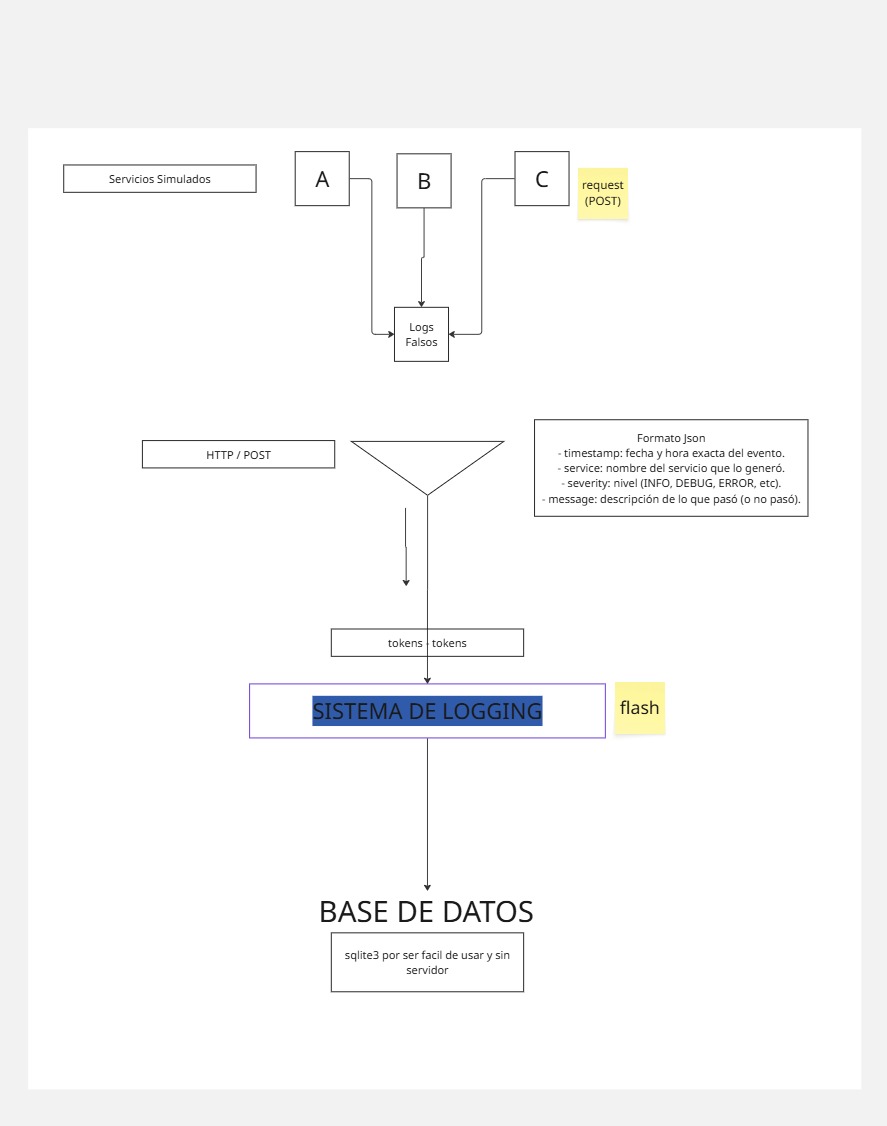 Servicios Simulados
A
B
C
request
(POST)
Logs
Falsos
HTTP / POST
Formato Json
- timestamp: fecha y hora exacta del evento.
- service: nombre del servicio que lo generó.
- severity: nivel (INFO, DEBUG, ERROR, etc).
- message: descripción de lo que pasó (o no pasó).
tokens - tokens
SISTEMA DE LOGGING
flash
BASE DE DATOS
sqlite3 por ser facil de usar y sin
servidor